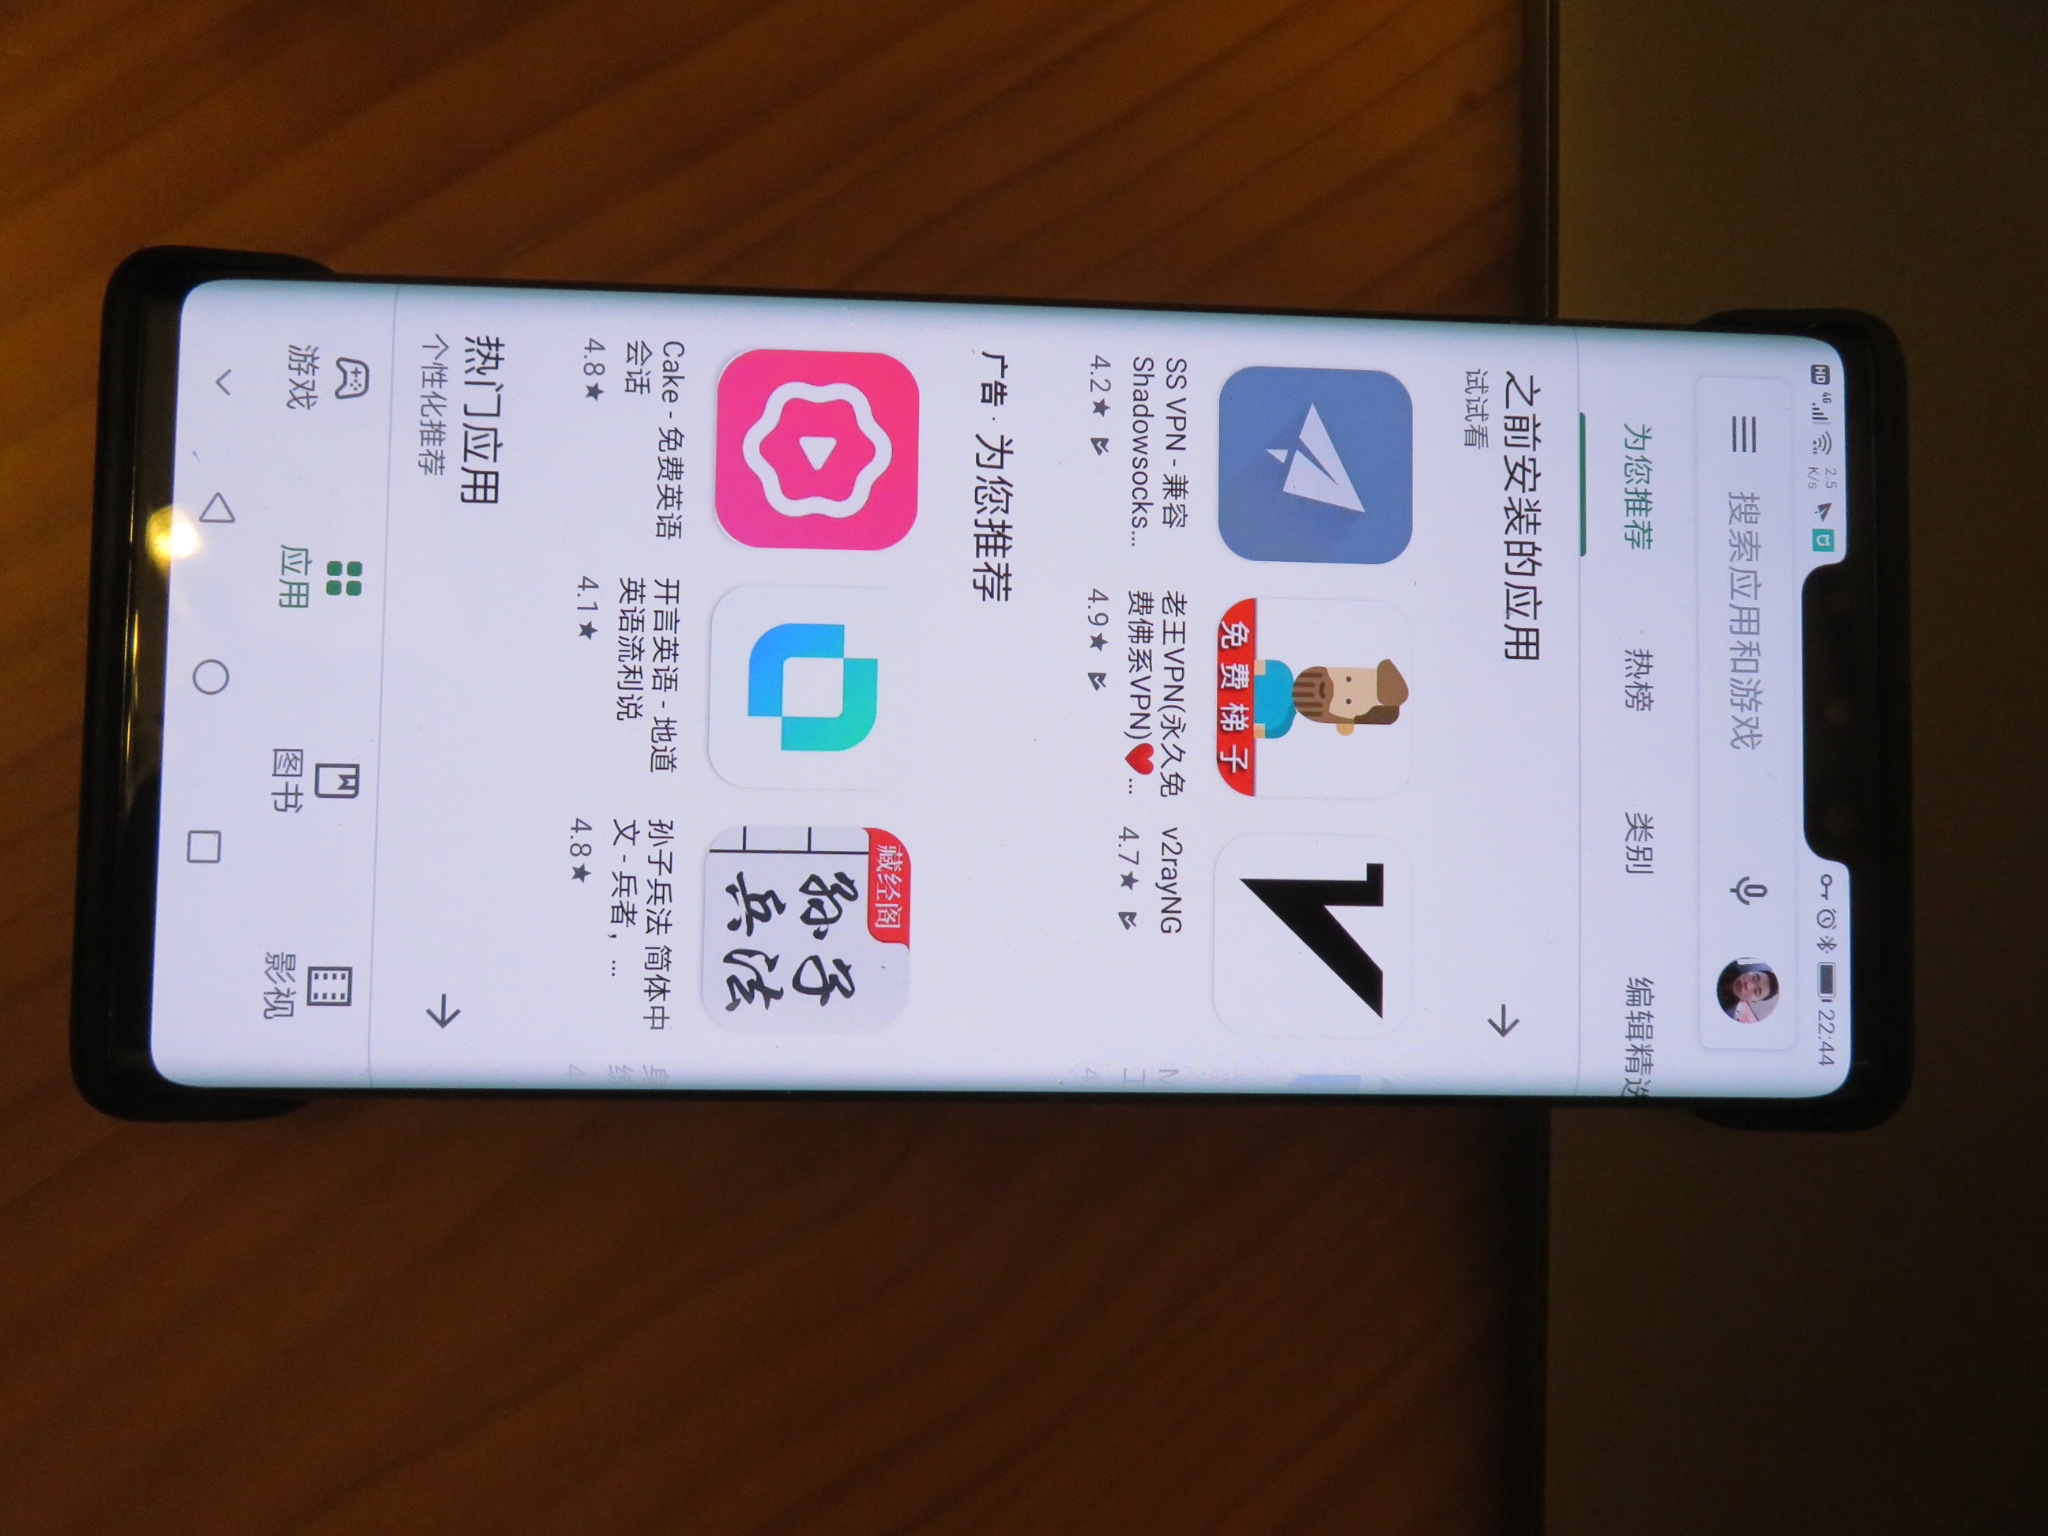 HD 4G 2.5 K/s 22:44
搜索应用和游戏
为您推荐 热榜 类别 编辑精选
之前安装的应用
试试看
免费梯子
SS VPN - 兼容
Shadowsocks...
4.2★
老王VPN(永久免
费佛系VPN)❤️...
4.9★
v2rayNG
4.7★
广告 · 为您推荐
藏经阁
孙子
兵法
Cake - 免费英语
会话
4.8★
开言英语 - 地道
英语流利说
4.1★
孙子兵法 简体中
文 - 兵者，...
4.8★
热门应用
个性化推荐
游戏 应用 图书 影视